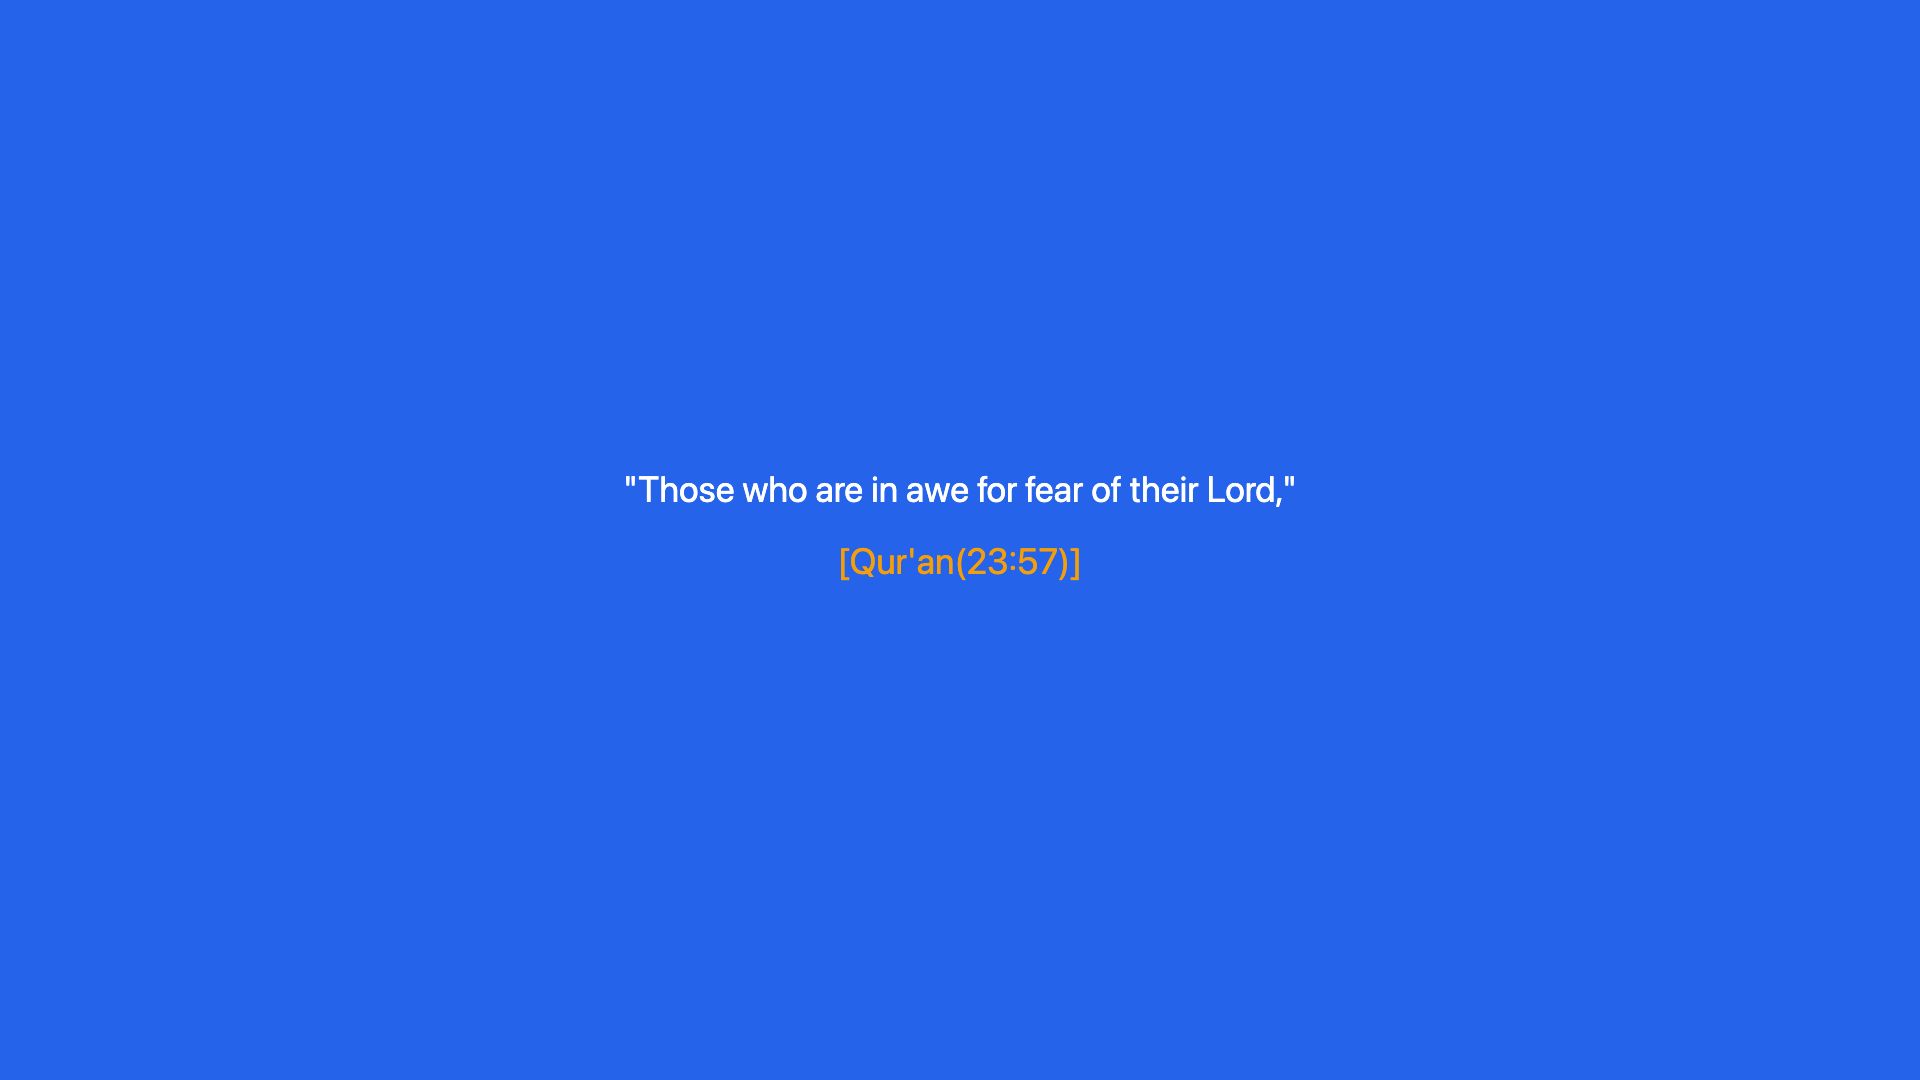 "Those who are in awe for fear of their Lord,"
[Qur'an(23:57)]